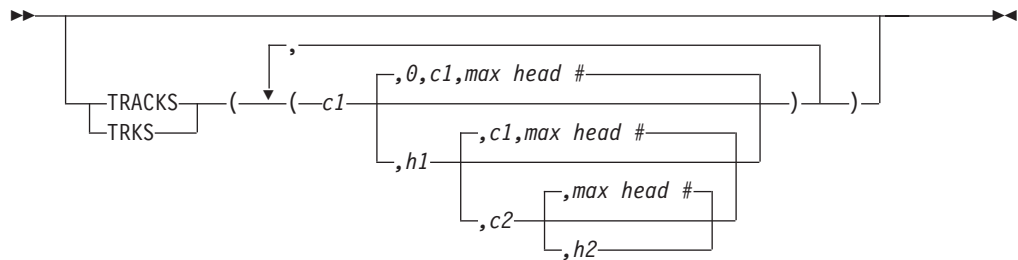 ,
,0,c1,max head #
TRACKS ( ( c1 ) )
TRKS
,c1,max head #
,h1
,max head #
,c2
,h2